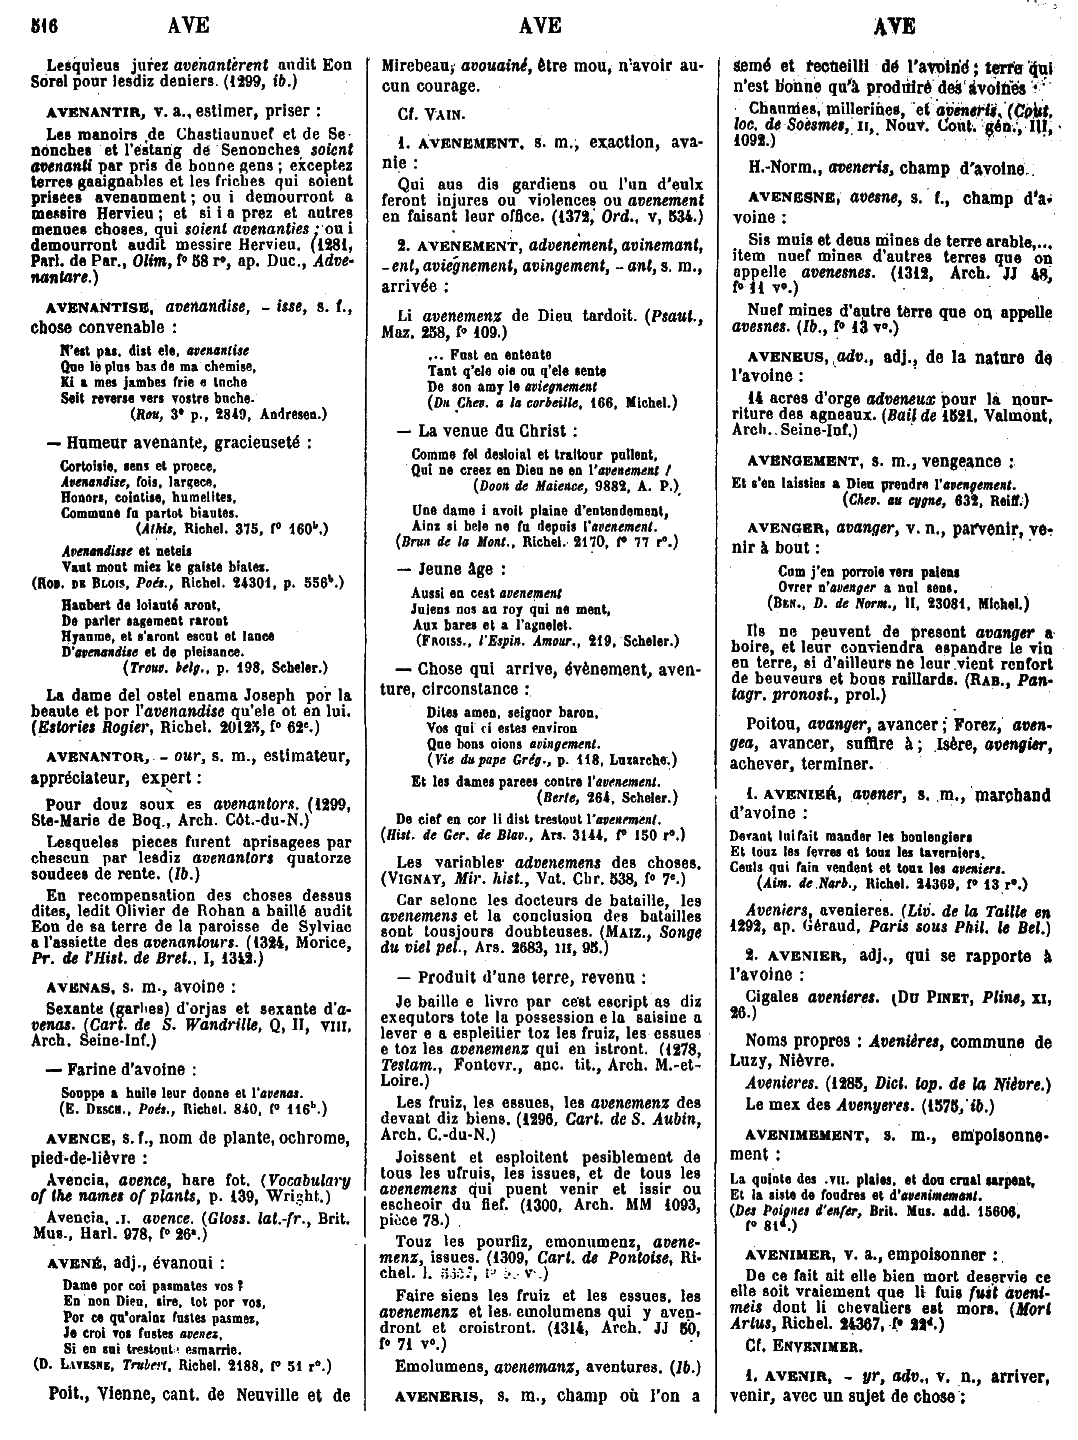 516 AVE AVE AVE
Lesquieus jurez avenanterent audit Eon
Sorel pour lesdiz deniers. (1299, ib.)
AVENANTIR, v. a., estimer, priser :
Les manoirs de Chastiaunuef et de Se-
nonches et l'estang de Senonches soient
avenanti par pris de bonne gens ; exceptez
terres gaaignables et les friches qui soient
prisees avenaument ; ou i demourront a
messire Hervieu ; et si i a prez et autres
menues choses, qui soient avenanties ; ou i
demourront audit messire Hervieu. (1281,
Parl. de Par., Olim, f° 58 r°, ap. Duc., Adve-
nantare.)
AVENANTISE, avenandise, – isse, s. f.,
chose convenable :
N'est pas, dist ele, avenantise
Que le plus bas de ma chemise,
Ki a mes jambes frie e tuche
Seit reverse vers vostre buche.
(Rou, 3e p., 2849, Andresen.)
— Humeur avenante, gracieuseté :
Cortoisie, sens et proece,
Avenandise, fois, largece,
Honors, cointise, humelites,
Commune fu partot biautes.
(Athis, Richel. 375, f° 160b.)
Avenandisse et neteis
Vaut mout miez ke gaiste biatez.
(ROB. DE BLOIS, Poés., Richel. 24301, p. 556b.)
Haubert de loiauté aront,
De parler sagement raront
Hyaume, et s'aront escut et lance
D'avenandise et de pleisance.
(Trouv. belg., p. 198, Scheler.)
La dame del ostel enama Joseph por la
beaute et por l'avenandise qu'ele ot en lui.
(Estories Rogier, Richel. 20125, f° 62c.)
AVENANTOR, – our, s. m., estimateur,
appréciateur, expert :
Pour douz soux es avenantors. (1299,
Ste-Marie de Boq., Arch. Côt.-du-N.)
Lesqueles pieces furent aprisagees par
chescun par lesdiz avenantors quatorze
soudees de rente. (Ib.)
En recompensation des choses dessus
dites, ledit Olivier de Rohan a baillé audit
Eon de sa terre de la paroisse de Sylviac
a l'assiette des avenantours. (1324, Morice,
Pr. de l'Hist. de Bret., I, 1342.)
AVENAS, s. m., avoine :
Sexante (garbes) d'orjas et sexante d'a-
venas. (Cart. de S. Wandrille, Q, II, VIII,
Arch. Seine-Inf.)
— Farine d'avoine :
Souppe a huile leur donne et l'avenas.
(E. DESCH., Poés., Richel. 840, f° 116b.)
AVENCE, s. f., nom de plante, ochrome,
pied-de-lièvre :
Avencia, avence, hare fot. (Vocabulary
of the names of plants, p. 139, Wright.)
Avencia, .I. avence. (Gloss. lat.-fr., Brit.
Mus., Harl. 978, f° 26a.)
AVENÉ, adj., évanoui :
Dame por coi pasmates vos ?
En non Dieu, sire, tot por vos,
Por ce qu'orainz fustes pasmez,
Je croi vos fustes avenez,
Si en sui trestout esmarrie.
(D. LAVESNE, Trubert, Richel. 2188, f° 51 r°.)
Poit., Vienne, cant. de Neuville et de
Mirebeau, avouainé, être mou, n'avoir au-
cun courage.
Cf. VAIN.
1. AVENEMENT, s. m., exaction, ava-
nie :
Qui aus dis gardiens ou l'un d'eulx
feront injures ou violences ou avenement
en faisant leur office. (1372, Ord., V, 534.)
2. AVENEMENT, advenement, avinemant,
– ent, aviegnement, avingement, – ant, s. m.,
arrivée :
Li avenemenz de Dieu tardoit. (Psaut.,
Maz. 258, f° 109.)
... Fust en entente
Tant q'ele oie ou q'ele sente
De son amy le aviegnement
(Du Chev. a la corbeille, 166, Michel.)
— La venue du Christ :
Comme fel desloial et traitour pullent,
Qui ne creez en Dieu ne en l'avenement !
(Doon de Maience, 9882, A. P.)
Une dame i avoit plaine d'entendement,
Ainz si bele ne fu depuis l'avenement.
(Brun de la Mont., Richel. 2170, f° 77 r°.)
— Jeune âge :
Aussi en cest avenement
Juiens nos au roy qui ne ment,
Aux bares et a l'agnelet.
(FROISS., l'Espin. Amour., 219, Scheler.)
— Chose qui arrive, évènement, aven-
ture, circonstance :
Dites amen, seignor baron,
Vos qui ci estes environ
Que bons oions avingement.
(Vie du pape Grég., p. 118, Luzarche.)
Et les dames parees contre l'avenement.
(Berte, 264, Scheler.)
De cief en cor li dist trestout l'avenement.
(Hist. de Ger. de Blav., Ars. 3144, f° 150 r°.)
Les variables advenemens des choses.
(VIGNAY, Mir. hist., Vat. Chr. 538, f° 7c.)
Car selonc les docteurs de bataille, les
avenemens et la conclusion des batailles
sont tousjours doubteuses. (MAIZ., Songe
du viel pel., Ars. 2683, III, 95.)
— Produit d'une terre, revenu :
Je baille e livre par cest escript as diz
exequtors tote la possession e la saisine a
lever e a espleitier toz les fruiz, les essues
e toz les avenemenz qui en istront. (1278,
Testam., Fontevr., anc. tit., Arch. M.-et-
Loire.)
Les fruiz, les essues, les avenemenz des
devant diz biens. (1296, Cart. de S. Aubin,
Arch. C.-du-N.)
Joissent et esploitent pesiblement de
tous les ufruis, les issues, et de tous les
avenemens qui puent venir et issir ou
escheoir du fief. (1300, Arch. MM 1093,
pièce 78.)
Touz les pourfiz, emonumenz, avene-
menz, issues. (1309, Cart. de Pontoise, Ri-
chel. l.
Faire siens les fruiz et les essues, les
avenemenz et les emolumens qui y aven-
dront et croistront. (1314, Arch. JJ 50,
f° 71 v°.)
Emolumens, avenemanz, aventures. (Ib.)
AVENERIS, s. m., champ où l'on a
semé et recueilli de l'avoine ; terre qui
n'est bonne qu'à produire des avoines
Chaumes, millerines, et aveneris. (Cout.
loc. de Soesmes, II, Nouv. Cout. gén., III,
1092.)
H.-Norm., aveneris, champ d'avoine.
AVENESNE, avesne, s. f., champ d'a-
voine :
Sis muis et deus mines de terre arable,...
item nuef mines d'autres terres que on
appelle avenesnes. (1312, Arch. JJ 48,
f° 11 v°.)
Nuef mines d'autre terre que on appelle
avesnes. (Ib., f° 13 v°.)
AVENEUS, adv., adj., de la nature de
l'avoine :
14 acres d'orge adveneux pour la nour-
riture des agneaux. (Bail de 1521, Valmont,
Arch. Seine-Inf.)
AVENGEMENT, s. m., vengeance :
Et s'en laissies a Dieu prendre l'avengement.
(Chev. au cygne, 632, Reiff.)
AVENGER, avanger, v. n., parvenir, ve-
nir à bout :
Com j'en porroie vers paiens
Ovrer n'avenger a nul sens.
(BEN., D. de Norm., II, 23081, Michel.)
Ils ne peuvent de present avanger a
boire, et leur conviendra espandre le vin
en terre, si d'ailleurs ne leur vient renfort
de beuveurs et bons raillards. (RAB., Pan-
tagr. pronost., prol.)
Poitou, avanger, avancer ; Forez, aven-
gea, avancer, suffire à ; Isère, avengier,
achever, terminer.
1. AVENIER, avener, s. m., marchand
d'avoine :
Devant lui fait mander les boulengiers
Et touz les fevres et touz les taverniers,
Ceuls qui fain vendent et touz les aveniers.
(Aim. de Narb., Richel. 24369, f° 13 r°.)
Aveniers, avenieres. (Liv. de la Taille en
1292, ap. Géraud, Paris sous Phil. le Bel.)
2. AVENIER, adj., qui se rapporte à
l'avoine :
Cigales avenieres. (DU PINET, Pline, XI,
26.)
Noms propres : Avenières, commune de
Luzy, Nièvre.
Avenieres. (1285, Dict. top. de la Nièvre.)
Le mex des Avenyeres. (1575, ib.)
AVENIMEMENT, s. m., empoisonne-
ment :
La quinte des .VII. plaies, et dou crual sarpent,
Et la siste de foudres et d'avenimemant.
(Des Poignes d'enfer, Brit. Mus. add. 15606,
f° 81d.)
AVENIMER, v. a., empoisonner :
De ce fait ait elle bien mort deservie ce
elle soit vraiement que li fuis fust aveni-
meis dont li chevaliers est mors. (Mort
Artus, Richel. 24367, f° 22d.)
Cf. ENVENIMER.
1. AVENIR, – yr, adv., v. n., arriver,
venir, avec un sujet de chose :